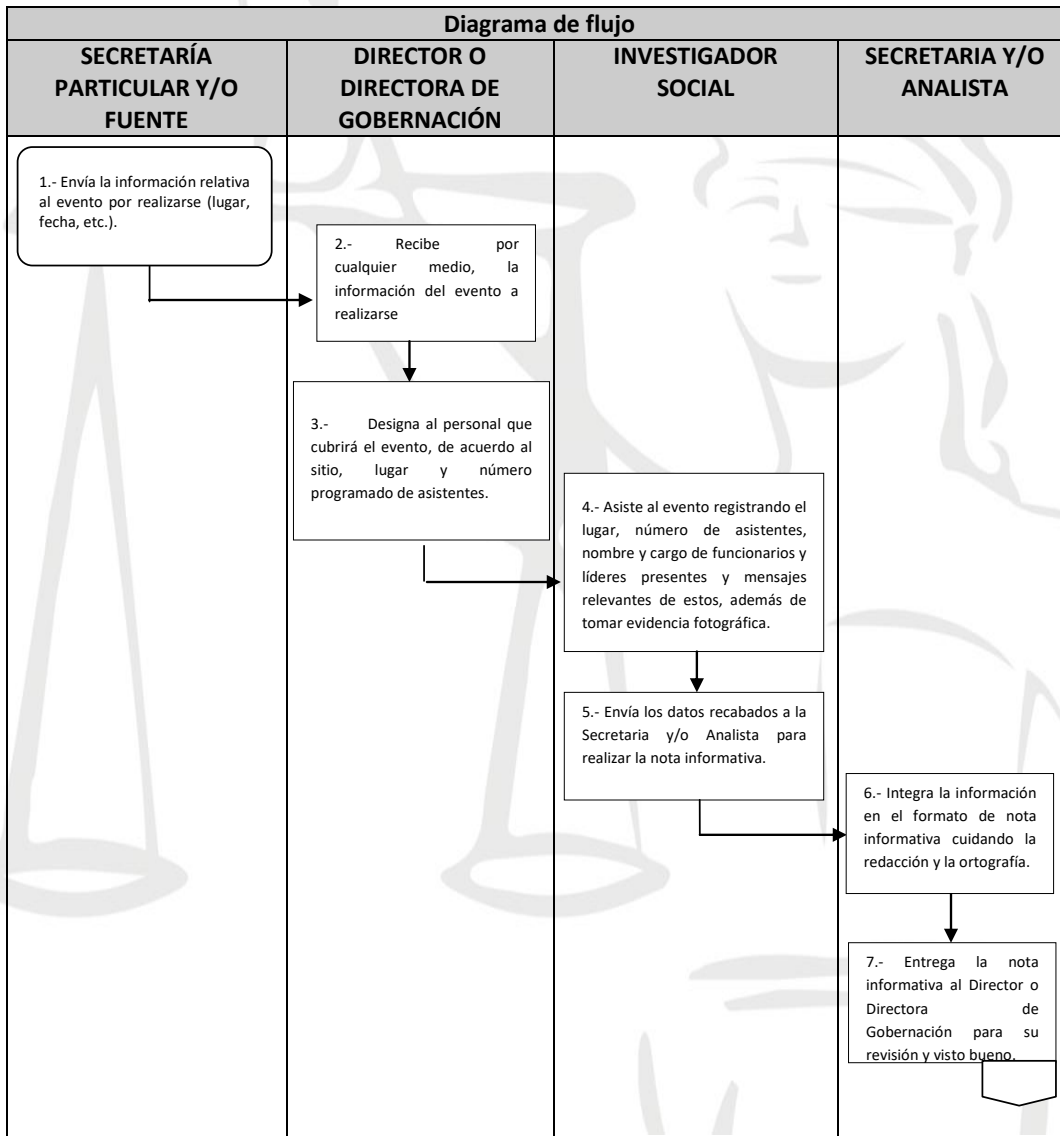 Diagrama de flujo
SECRETARÍA
PARTICULAR Y/O
FUENTE
DIRECTOR O
DIRECTORA DE
GOBERNACIÓN
INVESTIGADOR
SOCIAL
SECRETARIA Y/O
ANALISTA
1.- Envía la información relativa
al evento por realizarse (lugar,
fecha, etc.).
2.- Recibe por
cualquier medio, la
información del evento a
realizarse
3.- Designa al personal que
cubrirá el evento, de acuerdo al
sitio, lugar y número
programado de asistentes.
4.- Asiste al evento registrando el
lugar, número de asistentes,
nombre y cargo de funcionarios y
líderes presentes y mensajes
relevantes de estos, además de
tomar evidencia fotográfica.
5.- Envía los datos recabados a la
Secretaria y/o Analista para
realizar la nota informativa.
6.- Integra la información
en el formato de nota
informativa cuidando la
redacción y la ortografía.
7.- Entrega la nota
informativa al Director o
Directora de
Gobernación para su
revisión y visto bueno.